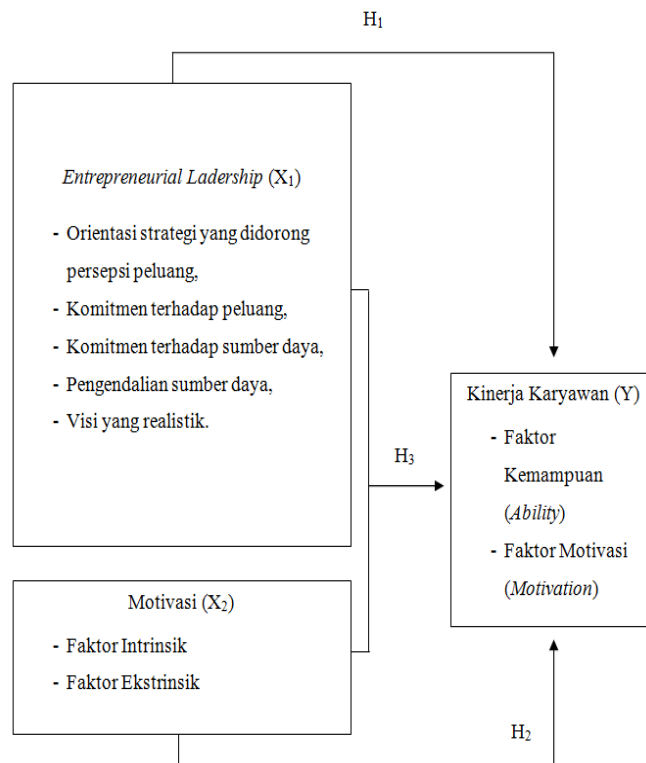 H₁
Entrepreneurial Ladership (X₁)
- Orientasi strategi yang didorong
persepsi peluang,
- Komitmen terhadap peluang,
- Komitmen terhadap sumber daya,
- Pengendalian sumber daya,
- Visi yang realistik.
H₃
Kinerja Karyawan (Y)
- Faktor
Kemampuan
(Ability)
- Faktor Motivasi
(Motivation)
Motivasi (X₂)
- Faktor Intrinsik
- Faktor Ekstrinsik
H₂